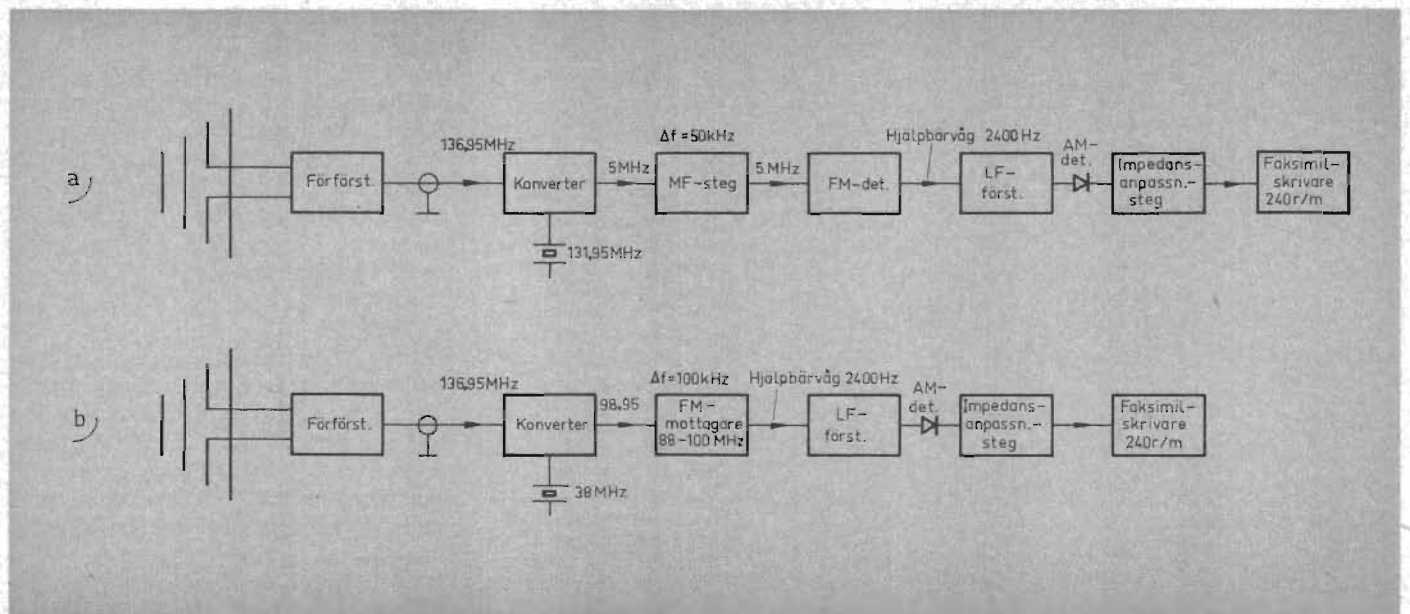 a)
Förförst.
136,95MHz
Konverter
131,95MHz
5MHz
Δf = 50kHz
MF-steg
5MHz
FM-det.
Hjälpbärvåg 2400 Hz
LF-
först.
AM-
det.
Impedans-
anpassn.-
steg
Faksimil-
skrivare
240r/m
b)
Förförst.
136,95MHz
Konverter
38MHz
98,95
Δf=100kHz
FM-
mottagare
88-100 MHz
Hjälpbärvåg 2400Hz
LF-
först.
AM-
det.
Impedans-
anpassn.-
steg
Faksimil-
skrivare
240r/m